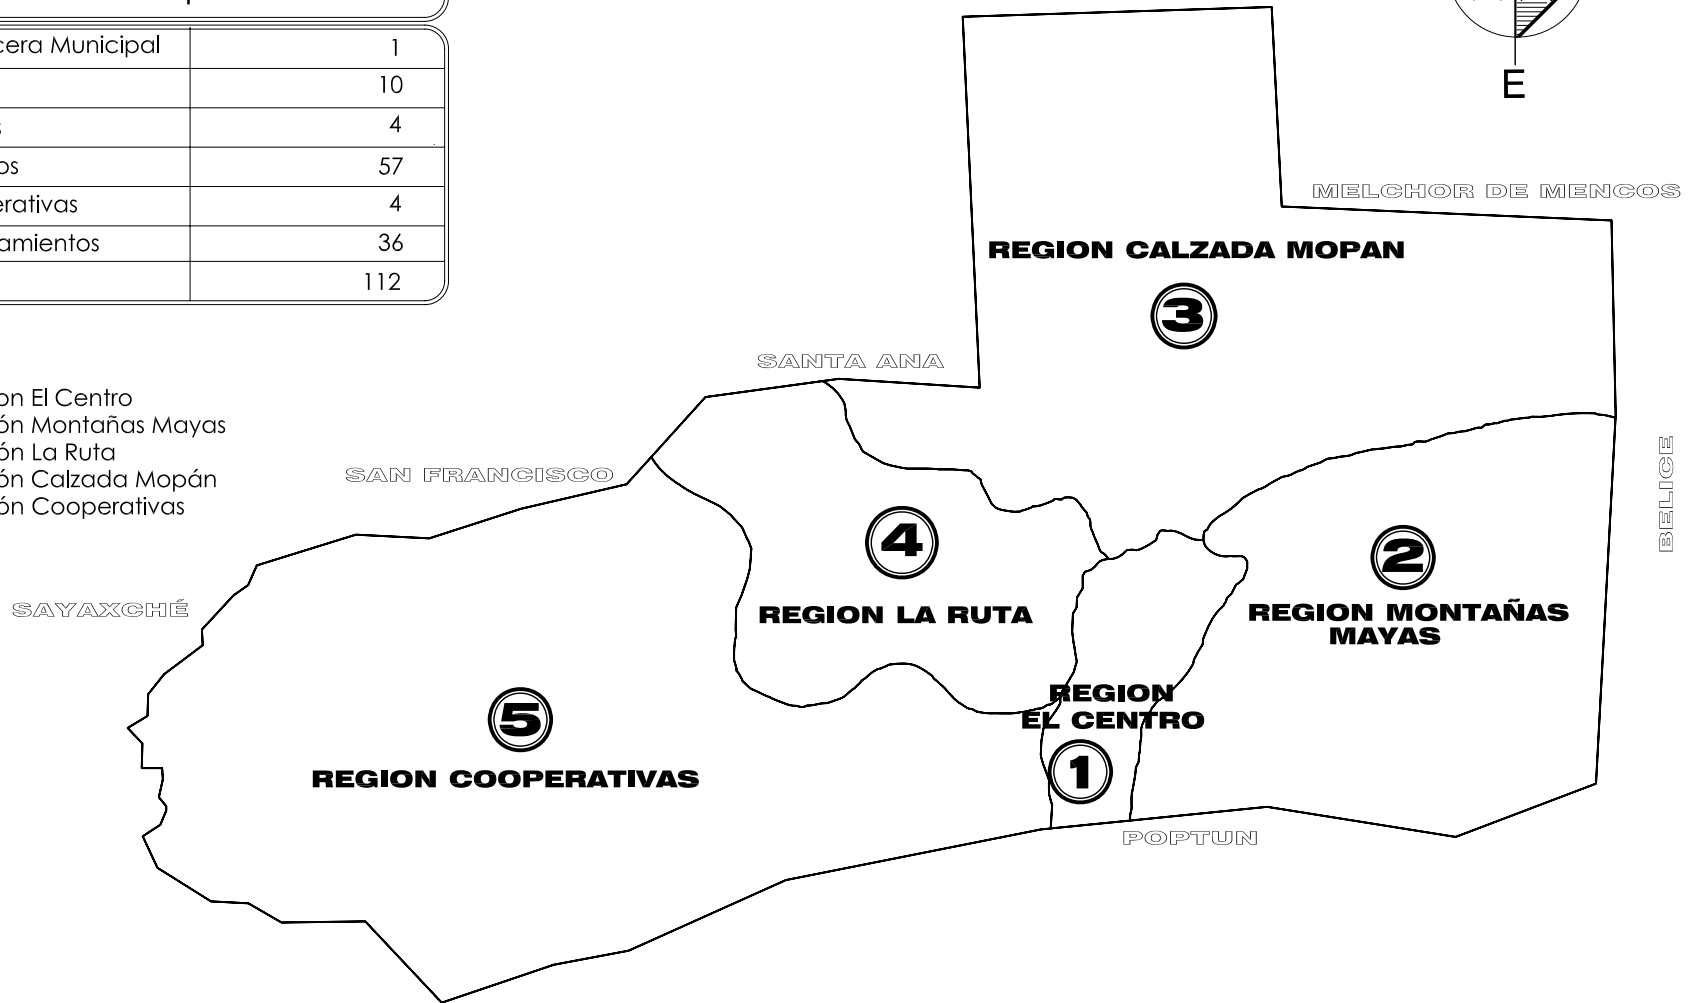 cera Municipal 1
10
s 4
os 57
erativas 4
amientos 36
112
E
on El Centro
ón Montañas Mayas
ón La Ruta
ón Calzada Mopán
ón Cooperativas
MELCHOR DE MENCOS
REGION CALZADA MOPAN
3
SANTA ANA
SAN FRANCISCO
BELICE
SAYAXCHÉ
4
REGION LA RUTA
2
REGION MONTAÑAS
MAYAS
REGION
EL CENTRO
1
5
REGION COOPERATIVAS
POPTUN